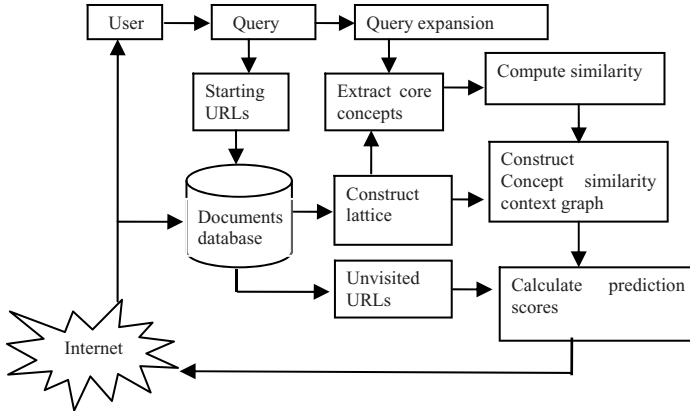 User
Query
Query expansion
Starting
URLs
Extract core
concepts
Compute similarity
Documents
database
Construct
lattice
Construct
Concept similarity
context graph
Unvisited
URLs
Calculate prediction
scores
Internet